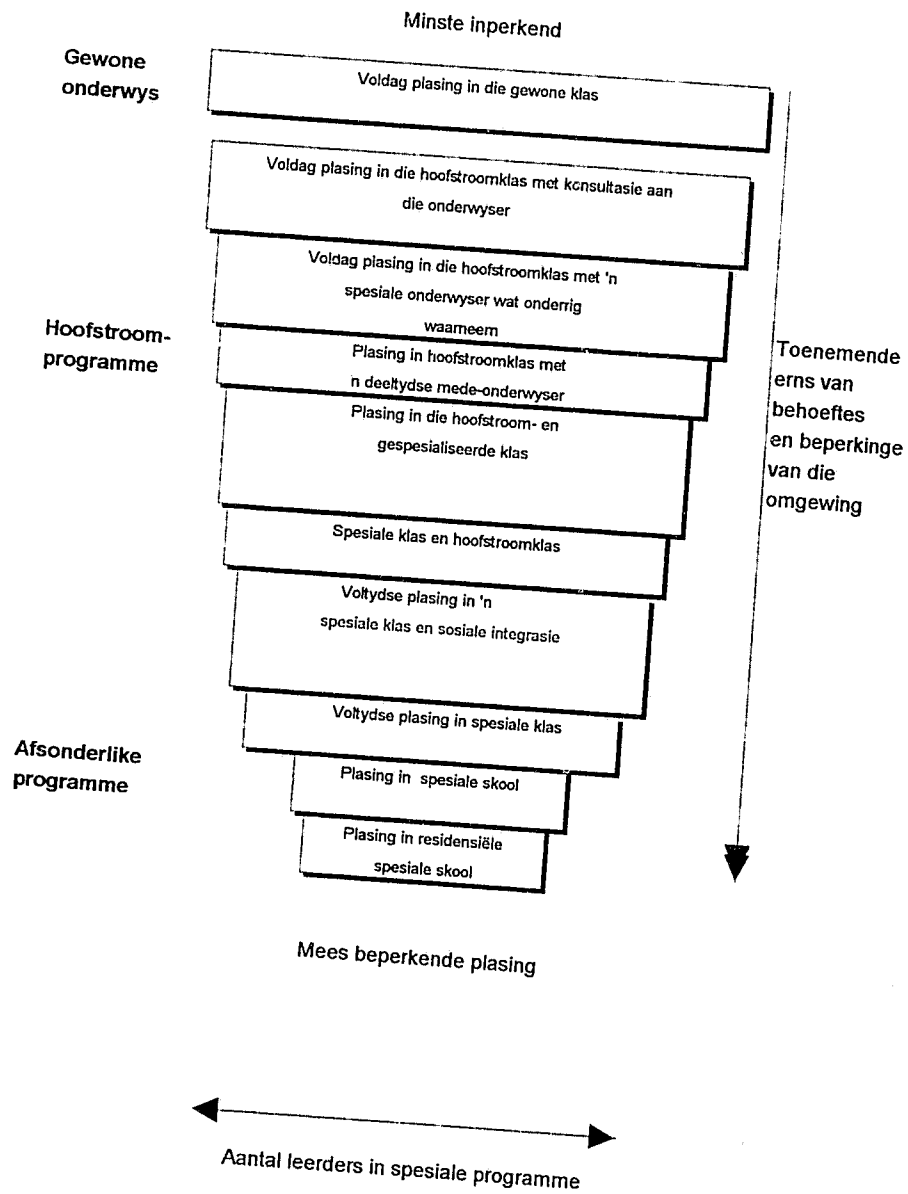 Minste inperkend
Gewone
onderwys
Voldag plasing in die gewone klas
Voldag plasing in die hoofstroomklas met konsultasie aan
die onderwyser
Voldag plasing in die hoofstroomklas met 'n
spesiale onderwyser wat onderrig
waarneem
Hoofstroom-
programme
Plasing in hoofstroomklas met
'n deeltydse mede-onderwyser
Plasing in die hoofstroom- en
gespesialiseerde klas
Toenemende
erns van
behoeftes
en beperkinge
van die
omgewing
Spesiale klas en hoofstroomklas
Voltydse plasing in 'n
spesiale klas en sosiale integrasie
Voltydse plasing in spesiale klas
Afsonderlike
programme
Plasing in spesiale skool
Plasing in residensiële
spesiale skool
Mees beperkende plasing
Aantal leerders in spesiale programme